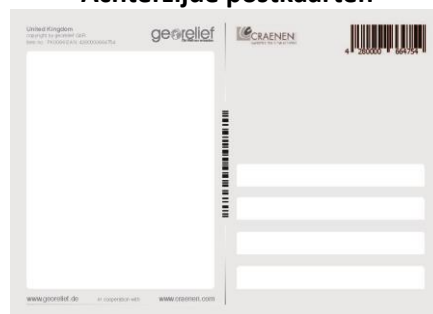 Achterzijde postkaarten
United Kingdom
copyright by georelief GbR
georelief
CRAENEN
4 280000 664754
www.georelief.de in cooperation with www.craenen.com